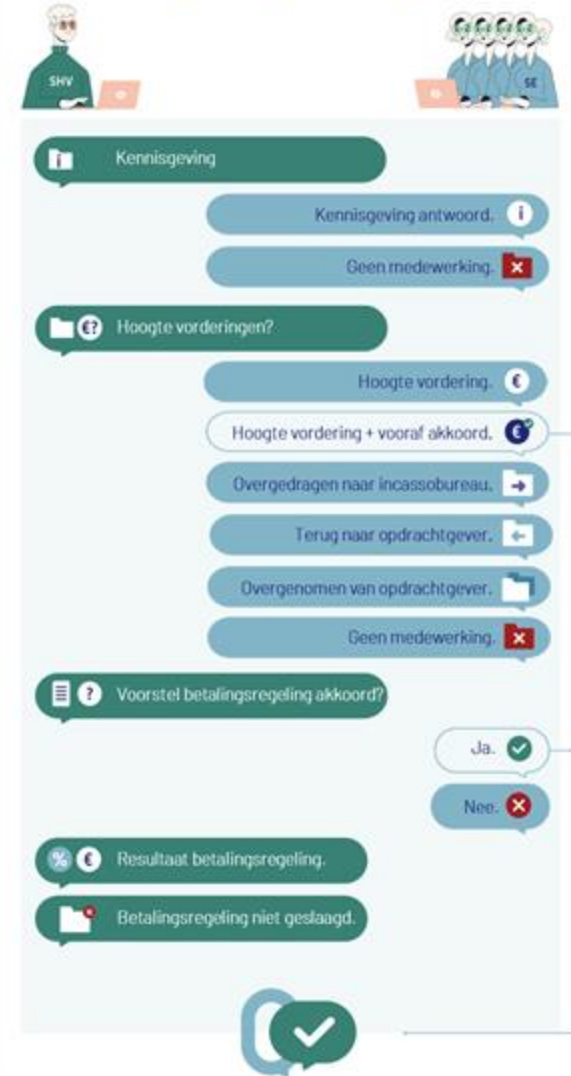 SHV
SE
Kennisgeving
Kennisgeving antwoord.
Geen medewerking.
Hoogte vorderingen?
Hoogte vordering.
Hoogte vordering + vooraf akkoord.
Overgedragen naar incassobureau.
Terug naar opdrachtgever.
Overgenomen van opdrachtgever.
Geen medewerking.
Voorstel betalingsregeling akkoord?
Ja.
Nee.
Resultaat betalingsregeling.
Betalingsregeling niet geslaagd.